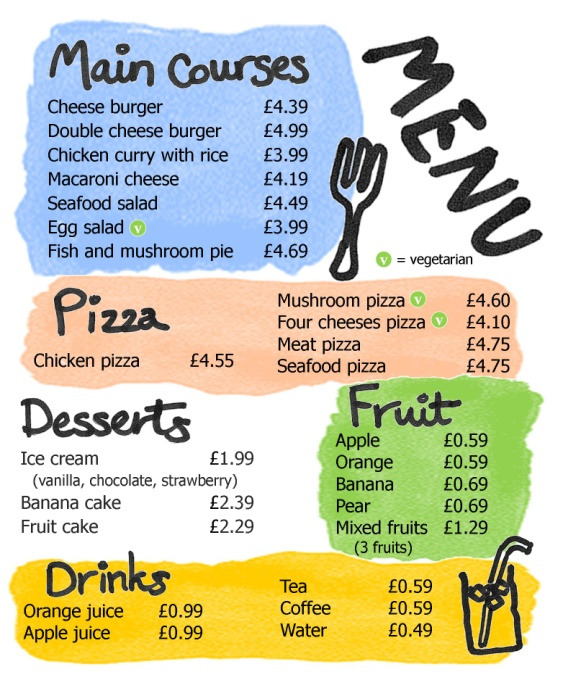 MENU
Main Courses
Cheese burger £4.39
Double cheese burger £4.99
Chicken curry with rice £3.99
Macaroni cheese £4.19
Seafood salad £4.49
Egg salad v £3.99
Fish and mushroom pie £4.69
v = vegetarian
Pizza
Chicken pizza £4.55
Mushroom pizza v £4.60
Four cheeses pizza v £4.10
Meat pizza £4.75
Seafood pizza £4.75
Desserts
Ice cream £1.99
(vanilla, chocolate, strawberry)
Banana cake £2.39
Fruit cake £2.29
Fruit
Apple £0.59
Orange £0.59
Banana £0.69
Pear £0.69
Mixed fruits £1.29
(3 fruits)
Drinks
Orange juice £0.99
Apple juice £0.99
Tea £0.59
Coffee £0.59
Water £0.49